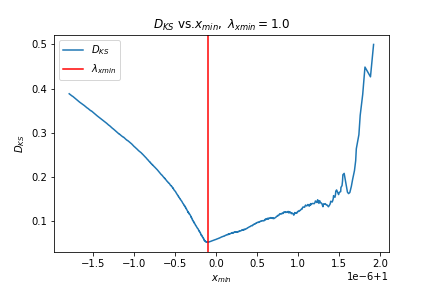 D_KS vs.x_min, λ_xmin = 1.0
D_KS
λ_xmin
0.5
0.4
0.3
0.2
0.1
D_KS
−1.5 −1.0 −0.5 0.0 0.5 1.0 1.5 2.0
1e−6+1
x_min